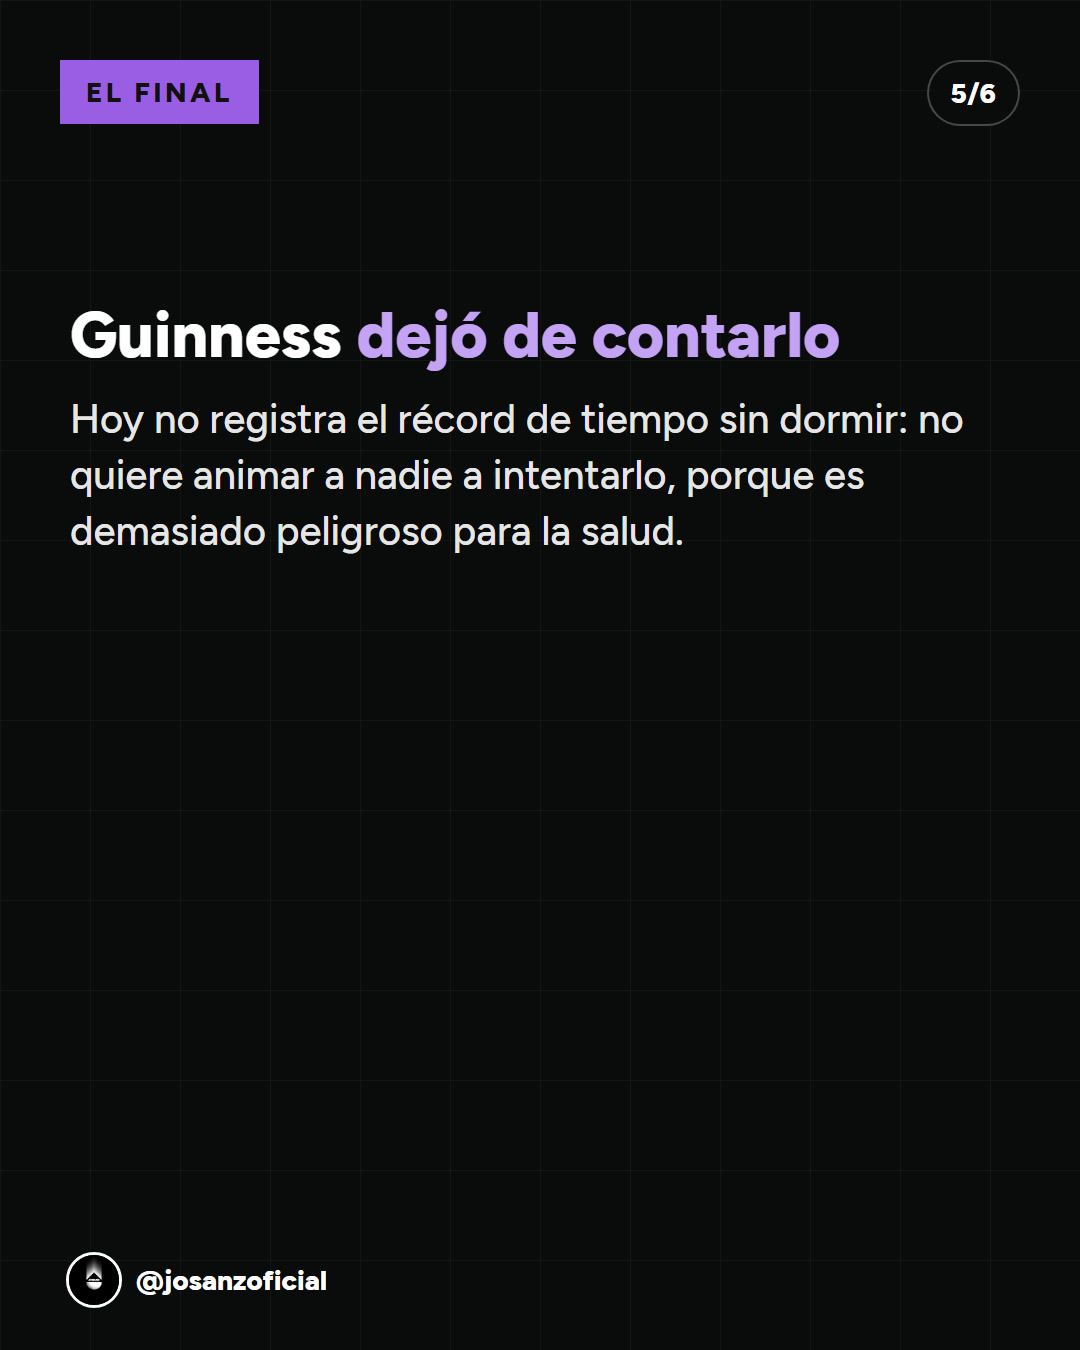 EL FINAL
5/6
Guinness dejó de contarlo
Hoy no registra el récord de tiempo sin dormir: no
quiere animar a nadie a intentarlo, porque es
demasiado peligroso para la salud.
@josanzoficial